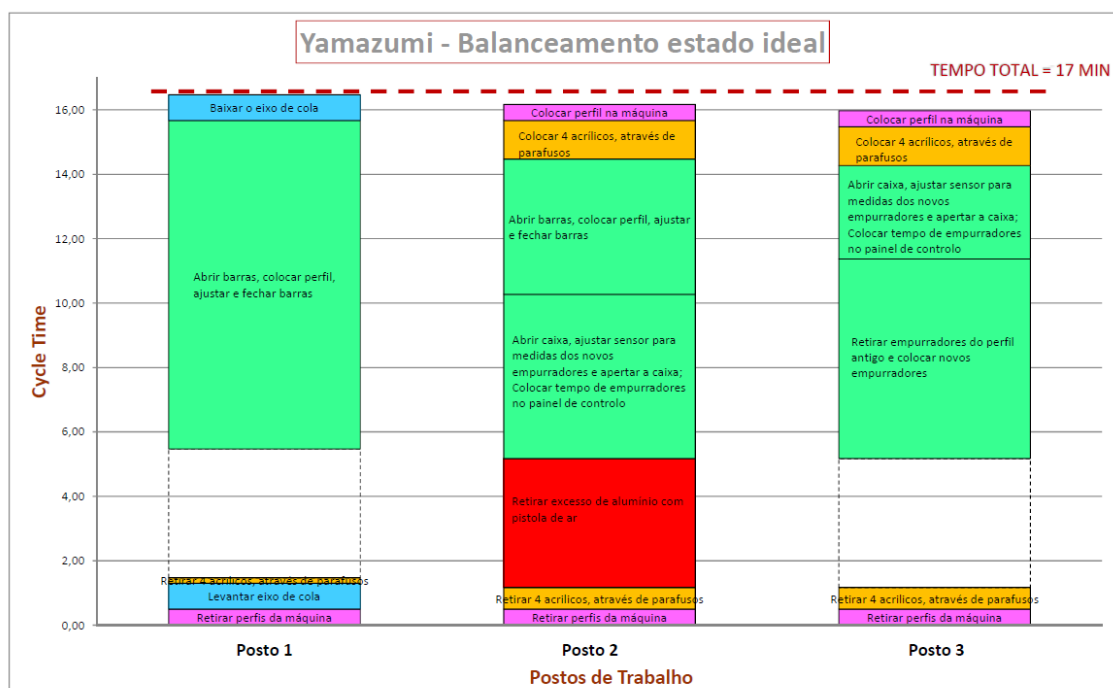 Yamazumi - Balanceamento estado ideal
TEMPO TOTAL = 17 MIN
Cycle Time
16,00
14,00
12,00
10,00
8,00
6,00
4,00
2,00
0,00
Baixar o eixo de cola
Abrir barras, colocar perfil,
ajustar e fechar barras
Retirar 4 acrílicos, através de parafusos
Levantar eixo de cola
Retirar perfis da máquina
Colocar perfil na máquina
Colocar 4 acrílicos, através de
parafusos
Abrir barras, colocar perfil, ajustar
e fechar barras
Abrir caixa, ajustar sensor para
medidas dos novos
empurradores e apertar a caixa;
Colocar tempo de empurradores
no painel de controlo
Retirar excesso de aluminio com
pistola de ar
Retirar 4 acrilicos, através de parafusos
Retirar perfis da máquina
Colocar perfil na máquina
Colocar 4 acrílicos, através de
parafusos
Abrir caixa, ajustar sensor para
medidas dos novos
empurradores e apertar a caixa;
Colocar tempo de empurradores
no painel de controlo
Retirar empurradores do perfil
antigo e colocar novos
empurradores
Retirar 4 acrilicos, através de parafusos
Retirar perfis da máquina
Posto 1
Posto 2
Posto 3
Postos de Trabalho